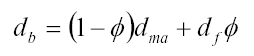 d_b = (1 − ϕ)d_ma + d_f ϕ